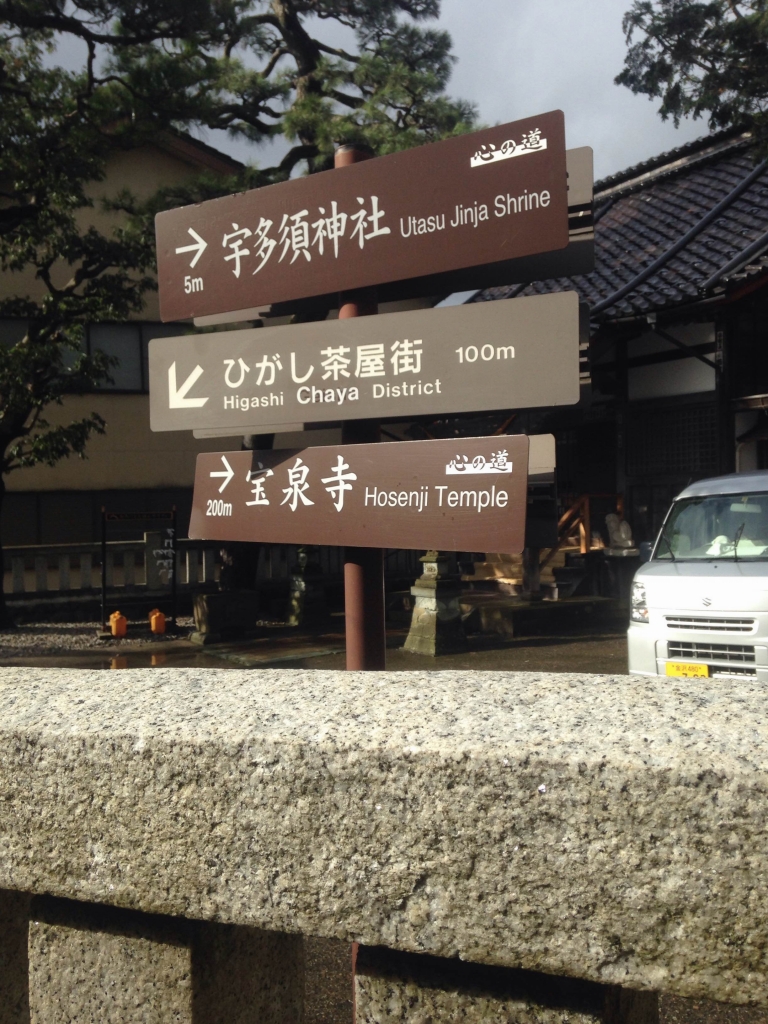 心の道
→ 宇多須神社 Utasu Jinja Shrine
5m
ひがし茶屋街 100m
Higashi Chaya District
心の道
→ 宝泉寺 Hosenji Temple
200m